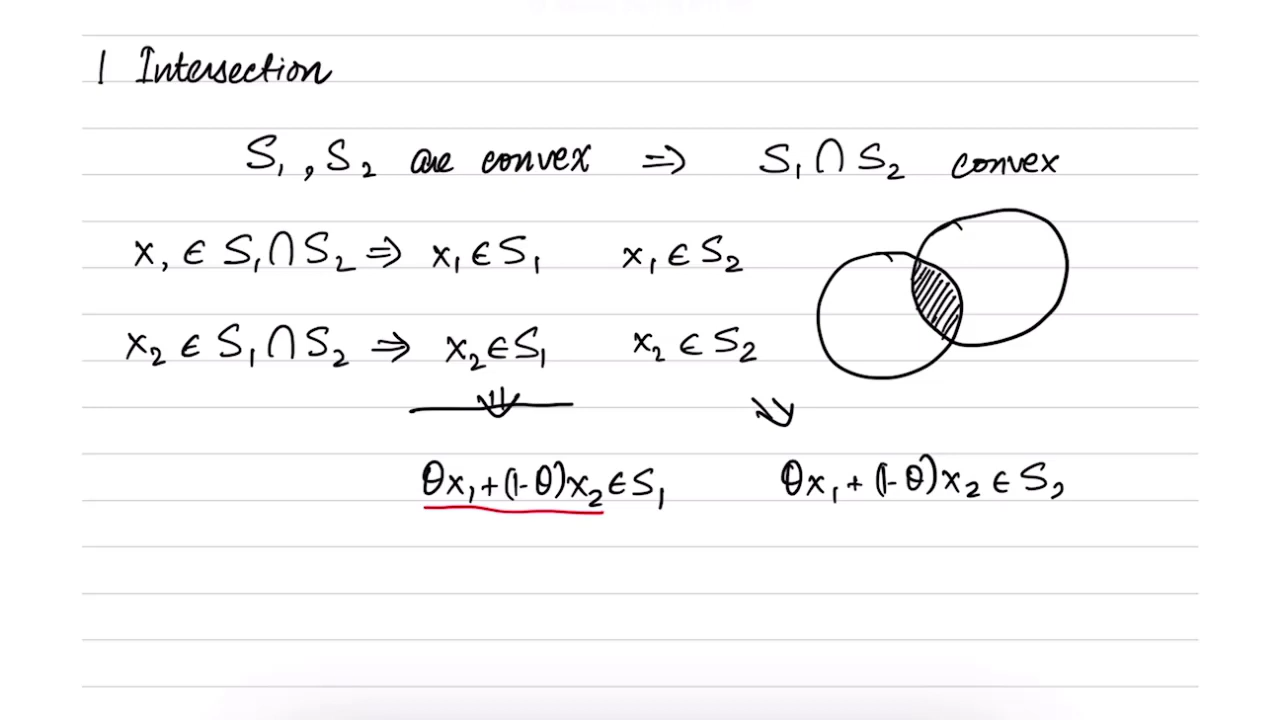 1 Intersection
S₁, S₂ are convex ⇒ S₁ ∩ S₂ convex
x₁ ∈ S₁ ∩ S₂ ⇒ x₁ ∈ S₁ x₁ ∈ S₂
x₂ ∈ S₁ ∩ S₂ ⇒ x₂ ∈ S₁ x₂ ∈ S₂
θx₁ + (1-θ)x₂ ∈ S₁ θx₁ + (1-θ)x₂ ∈ S₂